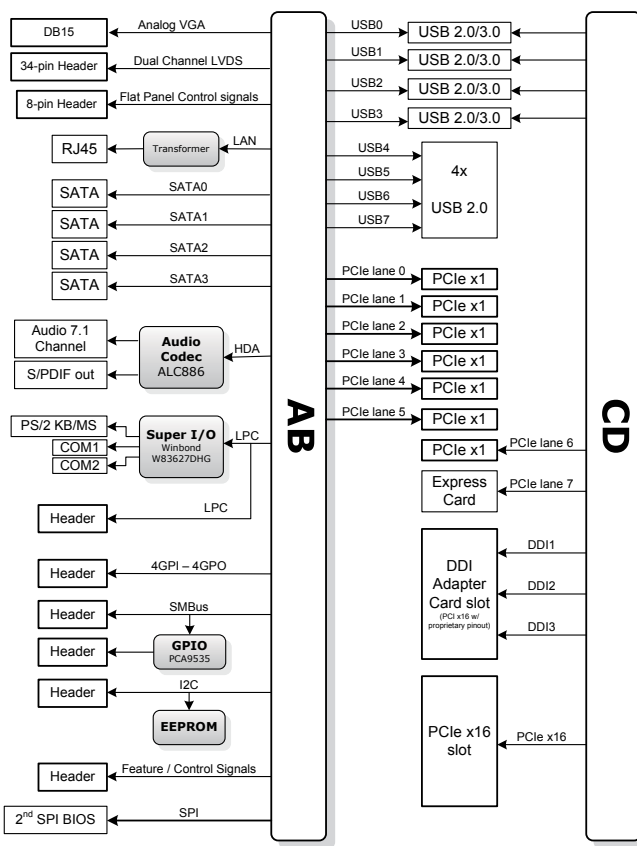 DB15
Analog VGA
34-pin Header
Dual Channel LVDS
8-pin Header
Flat Panel Control signals
RJ45
Transformer
LAN
SATA
SATA0
SATA
SATA1
SATA
SATA2
SATA
SATA3
Audio 7.1
Channel
S/PDIF out
Audio
Codec
ALC886
HDA
PS/2 KB/MS
COM1
COM2
Super I/O
Winbond
W83627DHG
LPC
Header
LPC
Header
4GPI – 4GPO
Header
SMBus
Header
GPIO
PCA9535
Header
I2C
EEPROM
Header
Feature / Control Signals
2nd SPI BIOS
SPI
AB
USB0
USB 2.0/3.0
USB1
USB 2.0/3.0
USB2
USB 2.0/3.0
USB3
USB 2.0/3.0
USB4
USB5
USB6
USB7
4x
USB 2.0
PCIe lane 0
PCIe x1
PCIe lane 1
PCIe x1
PCIe lane 2
PCIe x1
PCIe lane 3
PCIe x1
PCIe lane 4
PCIe x1
PCIe lane 5
PCIe x1
PCIe x1
PCIe lane 6
Express
Card
PCIe lane 7
DDI
Adapter
Card slot
(PCI x16 w/
proprietary pinout)
DDI1
DDI2
DDI3
PCIe x16
slot
PCIe x16
CD